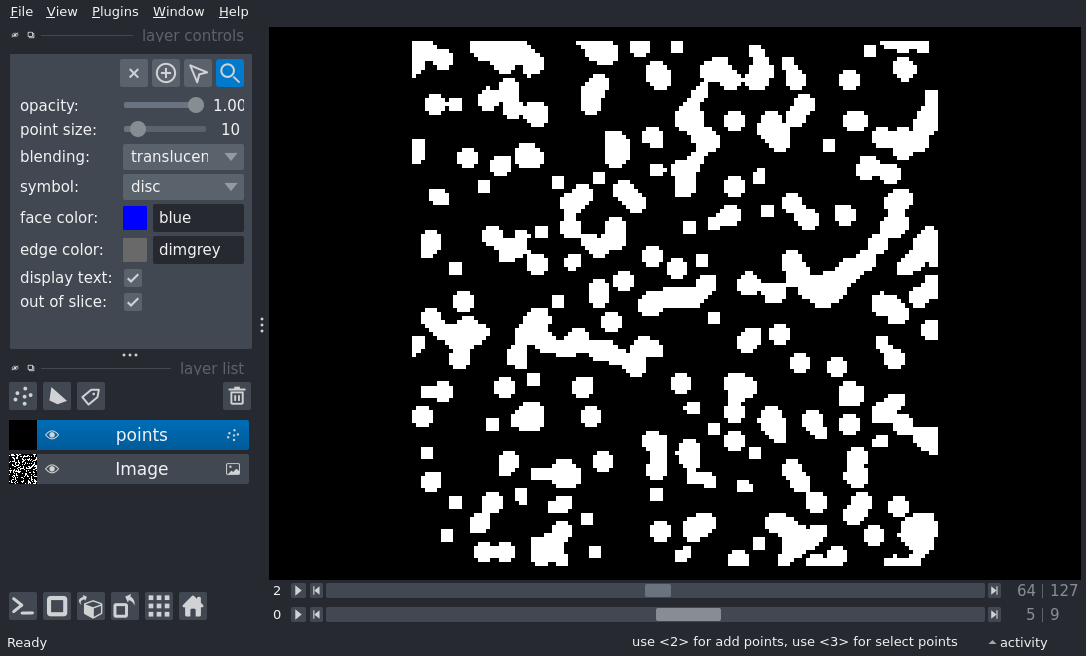 File View Plugins Window Help
layer controls
opacity: 1.00
point size: 10
blending: translucen
symbol: disc
face color: blue
edge color: dimgrey
display text:
out of slice:
layer list
points
Image
2 64 | 127
0 5 | 9
Ready use <2> for add points, use <3> for select points activity